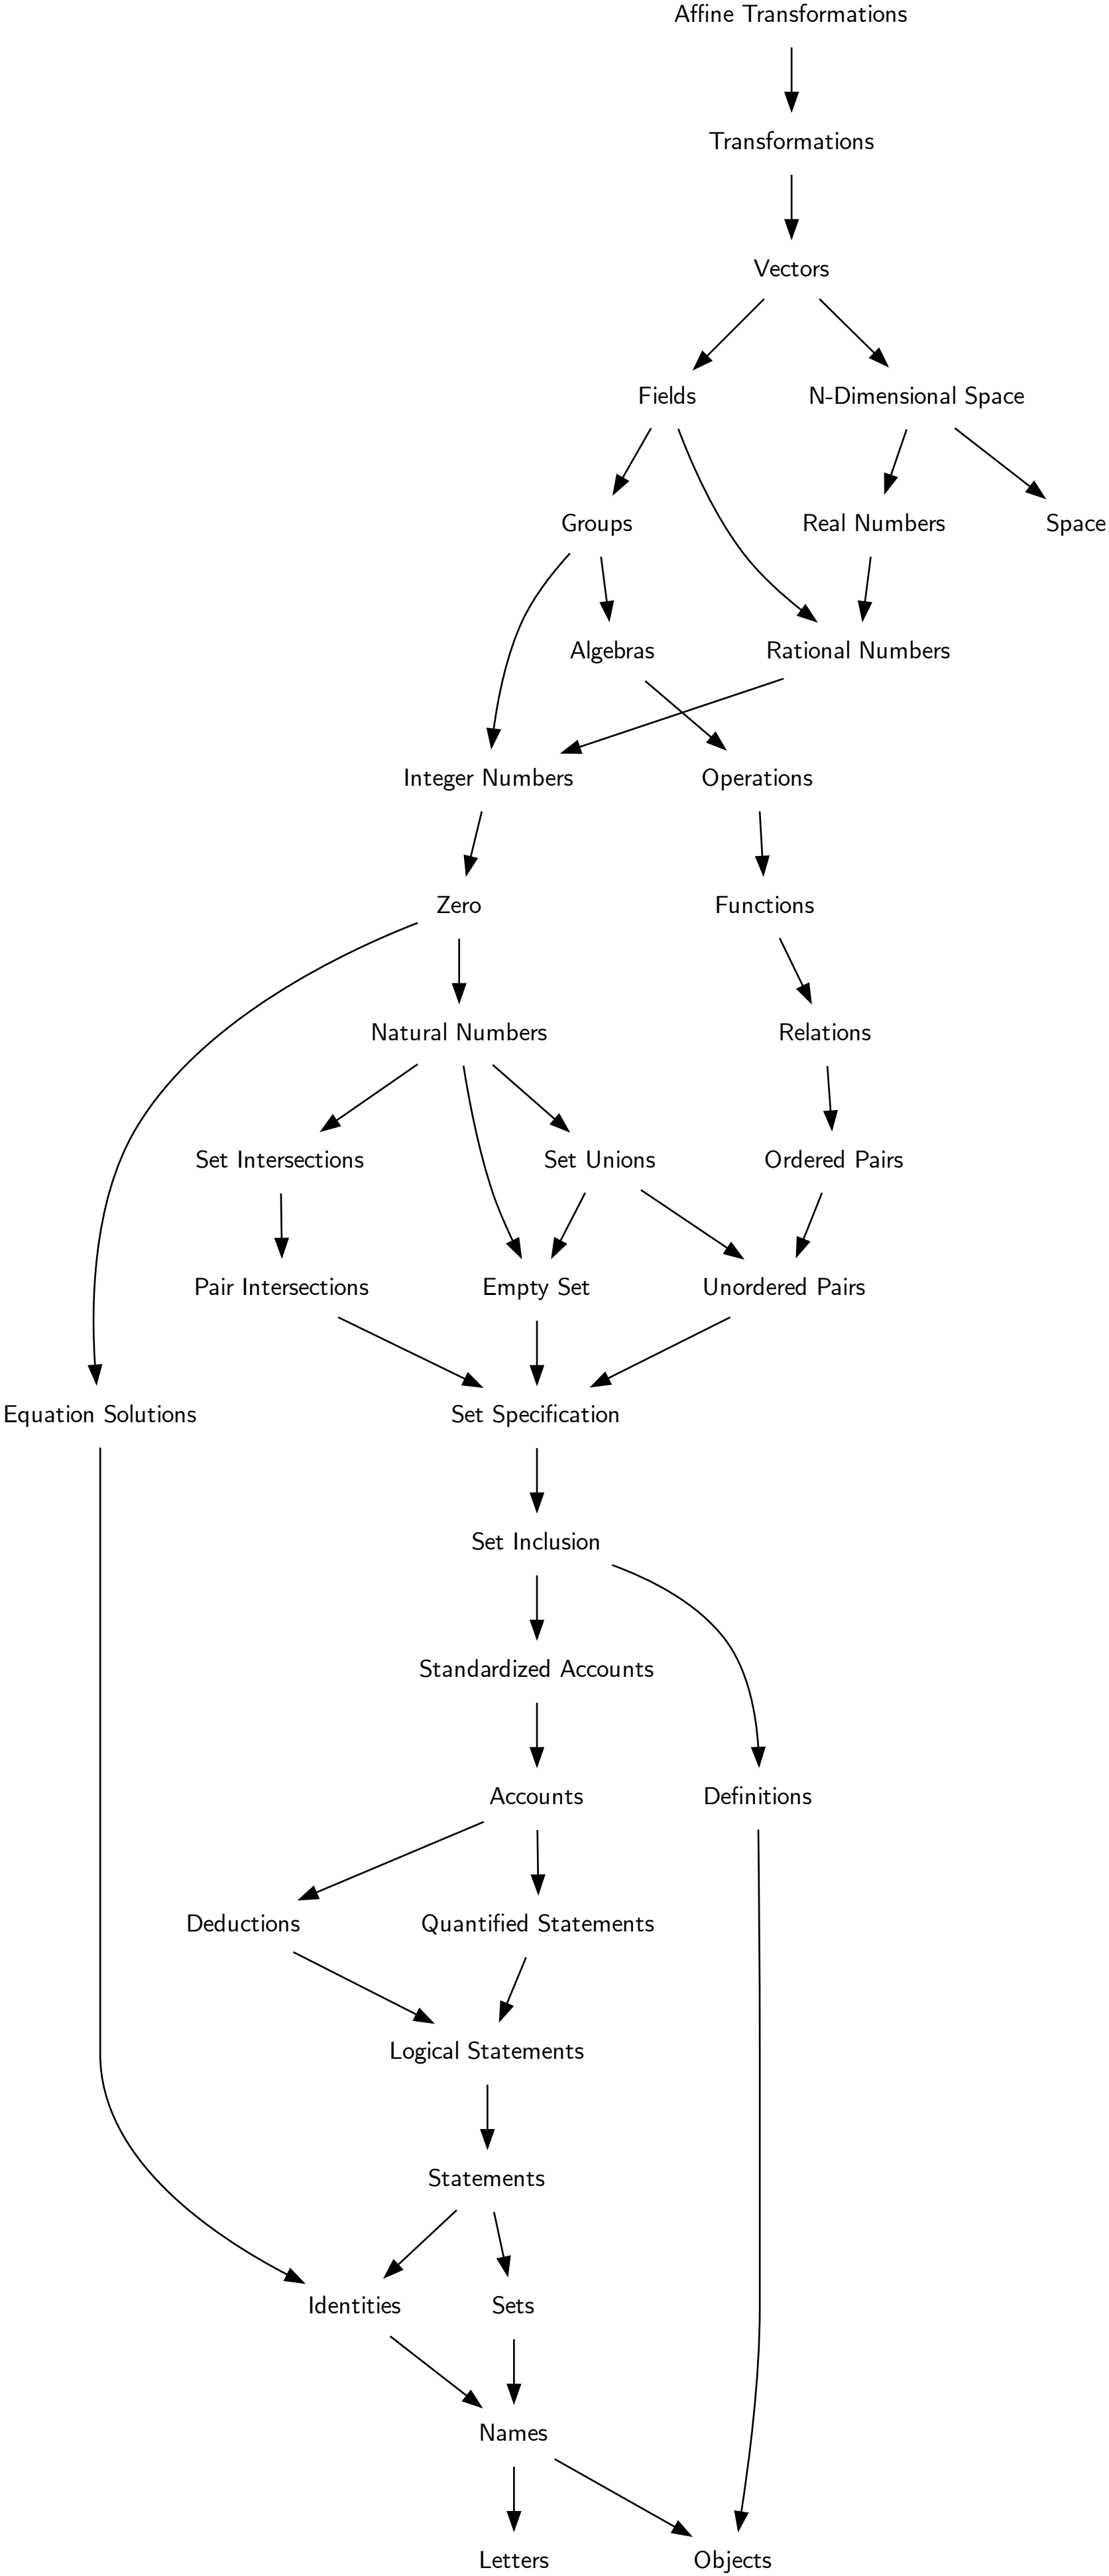 Affine Transformations
Transformations
Vectors
Fields
N-Dimensional Space
Groups
Real Numbers
Space
Algebras
Rational Numbers
Integer Numbers
Operations
Zero
Functions
Natural Numbers
Relations
Set Intersections
Set Unions
Ordered Pairs
Pair Intersections
Empty Set
Unordered Pairs
Equation Solutions
Set Specification
Set Inclusion
Standardized Accounts
Accounts
Definitions
Deductions
Quantified Statements
Logical Statements
Statements
Identities
Sets
Names
Letters
Objects